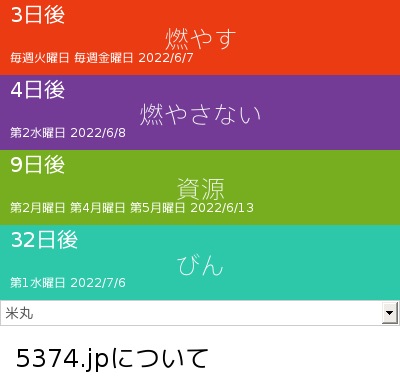 3日後
燃やす
毎週火曜日 毎週金曜日 2022/6/7
4日後
燃やさない
第2水曜日 2022/6/8
9日後
資源
第2月曜日 第4月曜日 第5月曜日 2022/6/13
32日後
びん
第1水曜日 2022/7/6
米丸
5374.jpについて